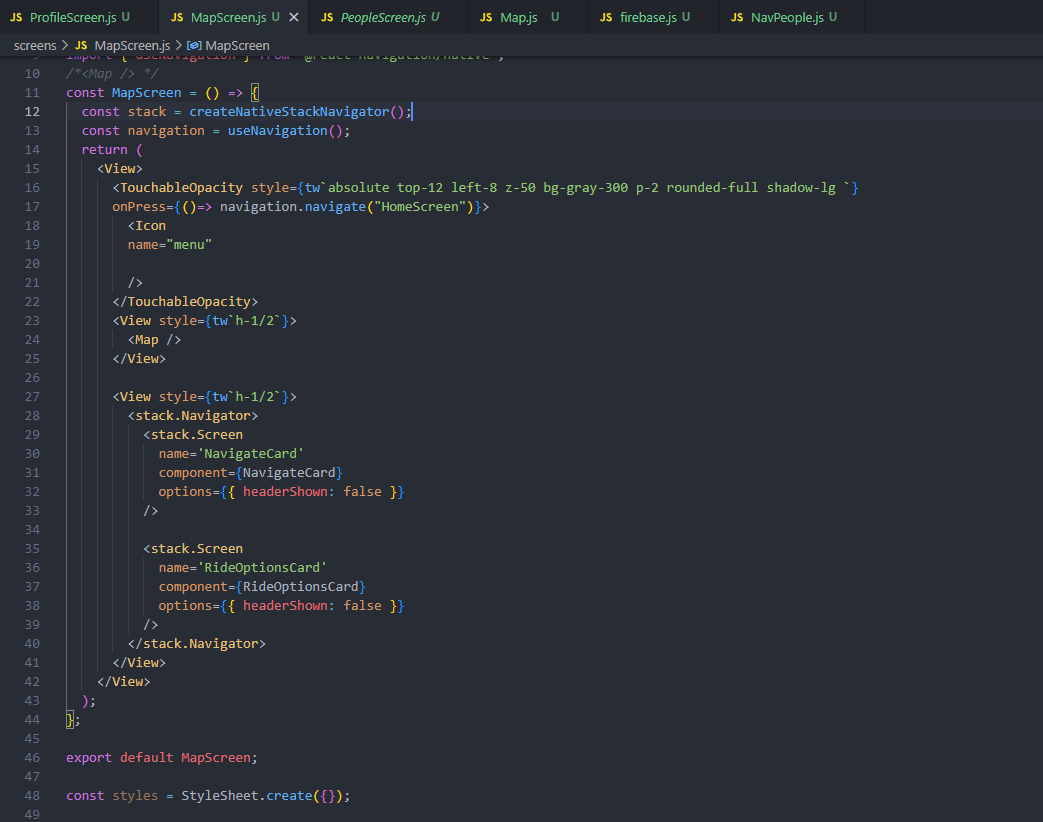 JS ProfileScreen.js U JS MapScreen.js U × JS PeopleScreen.js U JS Map.js U JS firebase.js U JS NavPeople.js U
screens > JS MapScreen.js > MapScreen
9 import { useNavigation } from "@react-navigation/native";
10 /*<Map /> */
11 const MapScreen = () => {
12 const stack = createNativeStackNavigator();
13 const navigation = useNavigation();
14 return (
15 <View>
16 <TouchableOpacity style={tw`absolute top-12 left-8 z-50 bg-gray-300 p-2 rounded-full shadow-lg `}
17 onPress={()=> navigation.navigate("HomeScreen")}>
18 <Icon
19 name="menu"
20
21 />
22 </TouchableOpacity>
23 <View style={tw`h-1/2`}>
24 <Map />
25 </View>
26
27 <View style={tw`h-1/2`}>
28 <stack.Navigator>
29 <stack.Screen
30 name='NavigateCard'
31 component={NavigateCard}
32 options={{ headerShown: false }}
33 />
34
35 <stack.Screen
36 name='RideOptionsCard'
37 component={RideOptionsCard}
38 options={{ headerShown: false }}
39 />
40 </stack.Navigator>
41 </View>
42 </View>
43 );
44 };
45
46 export default MapScreen;
47
48 const styles = StyleSheet.create({});
49